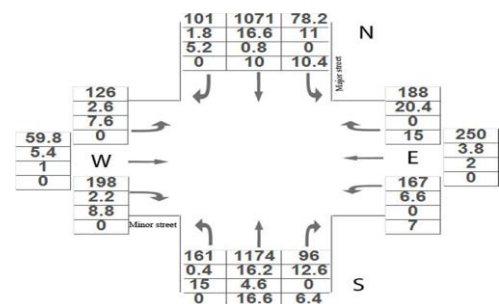 101 1071 78.2
1.8 16.6 11
5.2 0.8 0
0 10 10.4
N
Major street
126
2.6
7.6
0
188
20.4
0
15
59.8
5.4
1
0
W
E
250
3.8
2
0
198
2.2
8.8
0
Minor street
167
6.6
0
7
161 1174 96
0.4 16.2 12.6
15 4.6 0
0 16.6 6.4
S